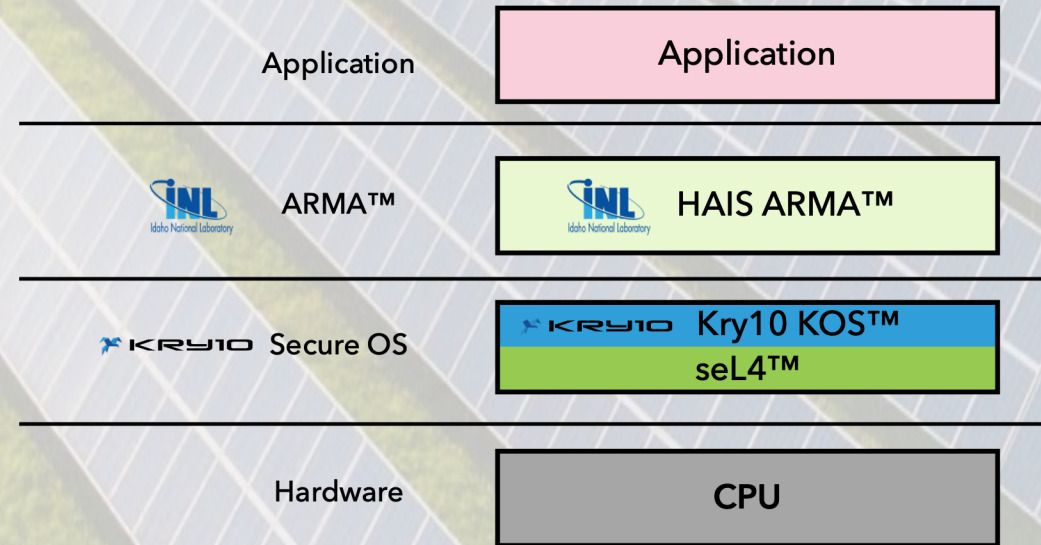 Application
Application
INL
Idaho National Laboratory
ARMA™
INL
Idaho National Laboratory
HAIS ARMA™
KRY10 Secure OS
KRY10 Kry10 KOS™
seL4™
Hardware
CPU